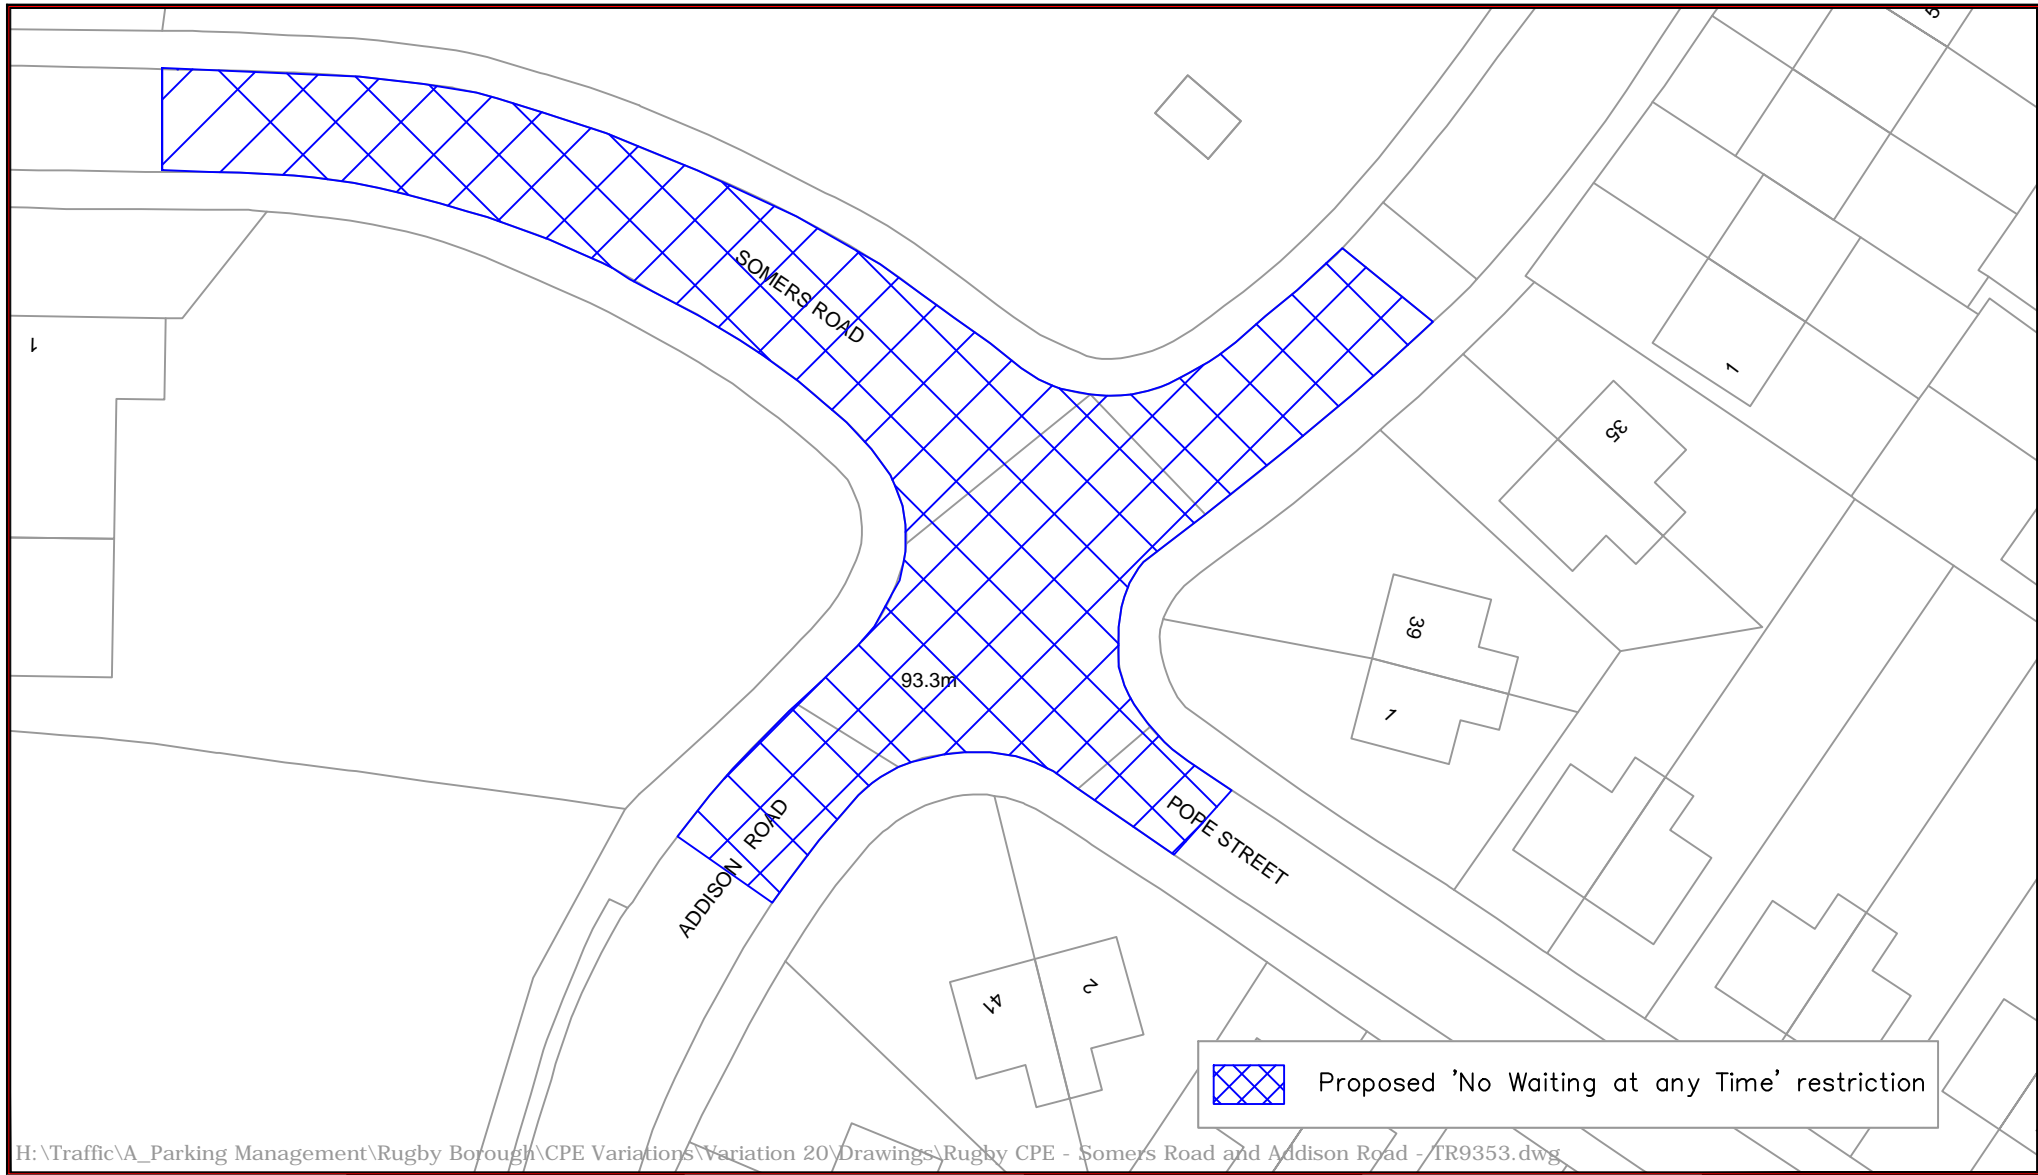 5
1
SOMERS ROAD
1
35
39
93.3m
1
ADDISON ROAD
POPE STREET
41
2
Proposed 'No Waiting at any Time' restriction
H:\Traffic\A_Parking Management\Rugby Borough\CPE Variations\Variation 20\Drawings\Rugby CPE - Somers Road and Addison Road - TR9353.dwg